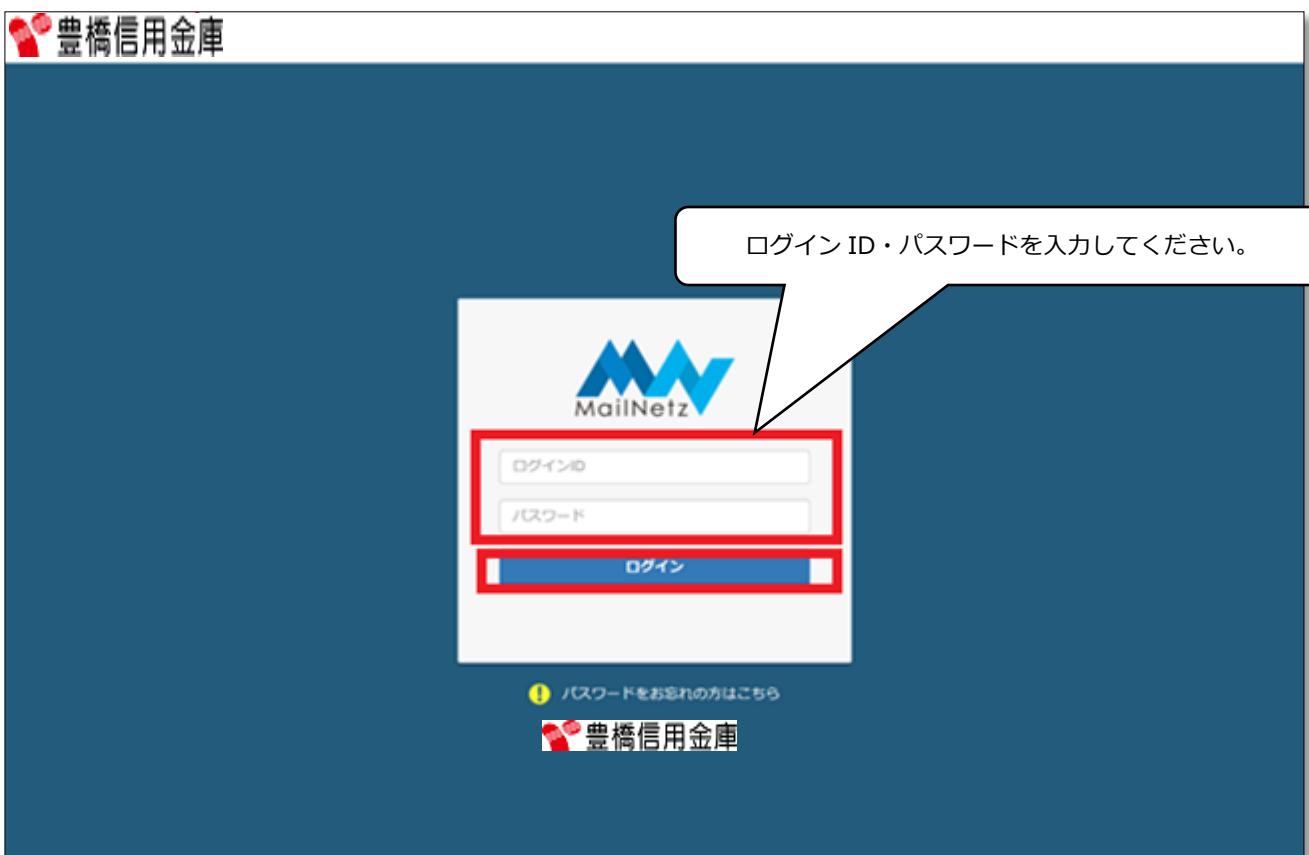 豊橋信用金庫
ログイン ID・パスワードを入力してください。
MailNetz
ログインID
パスワード
ログイン
パスワードをお忘れの方はこちら
豊橋信用金庫